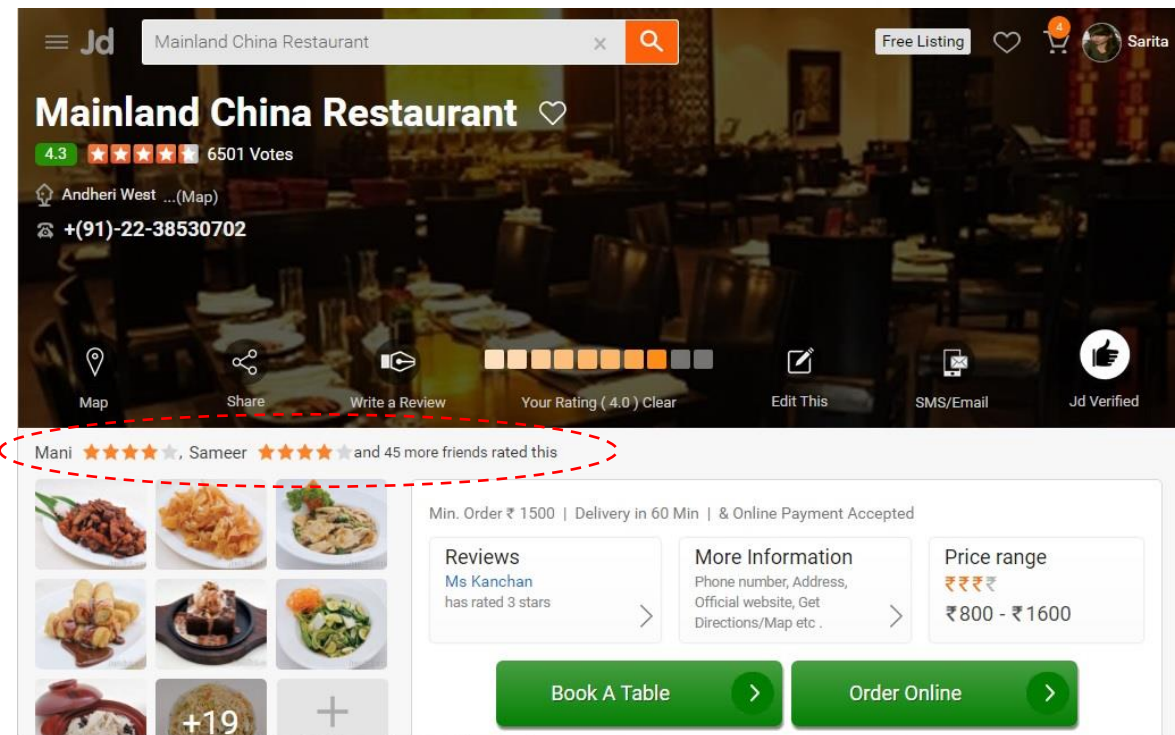 Jd
Mainland China Restaurant
×
Free Listing
4
Sarita
Mainland China Restaurant
4.3 6501 Votes
Andheri West ...(Map)
+(91)-22-38530702
Map
Share
Write a Review
Your Rating ( 4.0 ) Clear
Edit This
SMS/Email
Jd Verified
Mani ★★★★★, Sameer ★★★★★ and 45 more friends rated this
Min. Order ₹ 1500 | Delivery in 60 Min | & Online Payment Accepted
Reviews
Ms Kanchan
has rated 3 stars
More Information
Phone number, Address,
Official website, Get
Directions/Map etc .
Price range
₹₹₹₹
₹800 - ₹1600
+19
Book A Table
Order Online